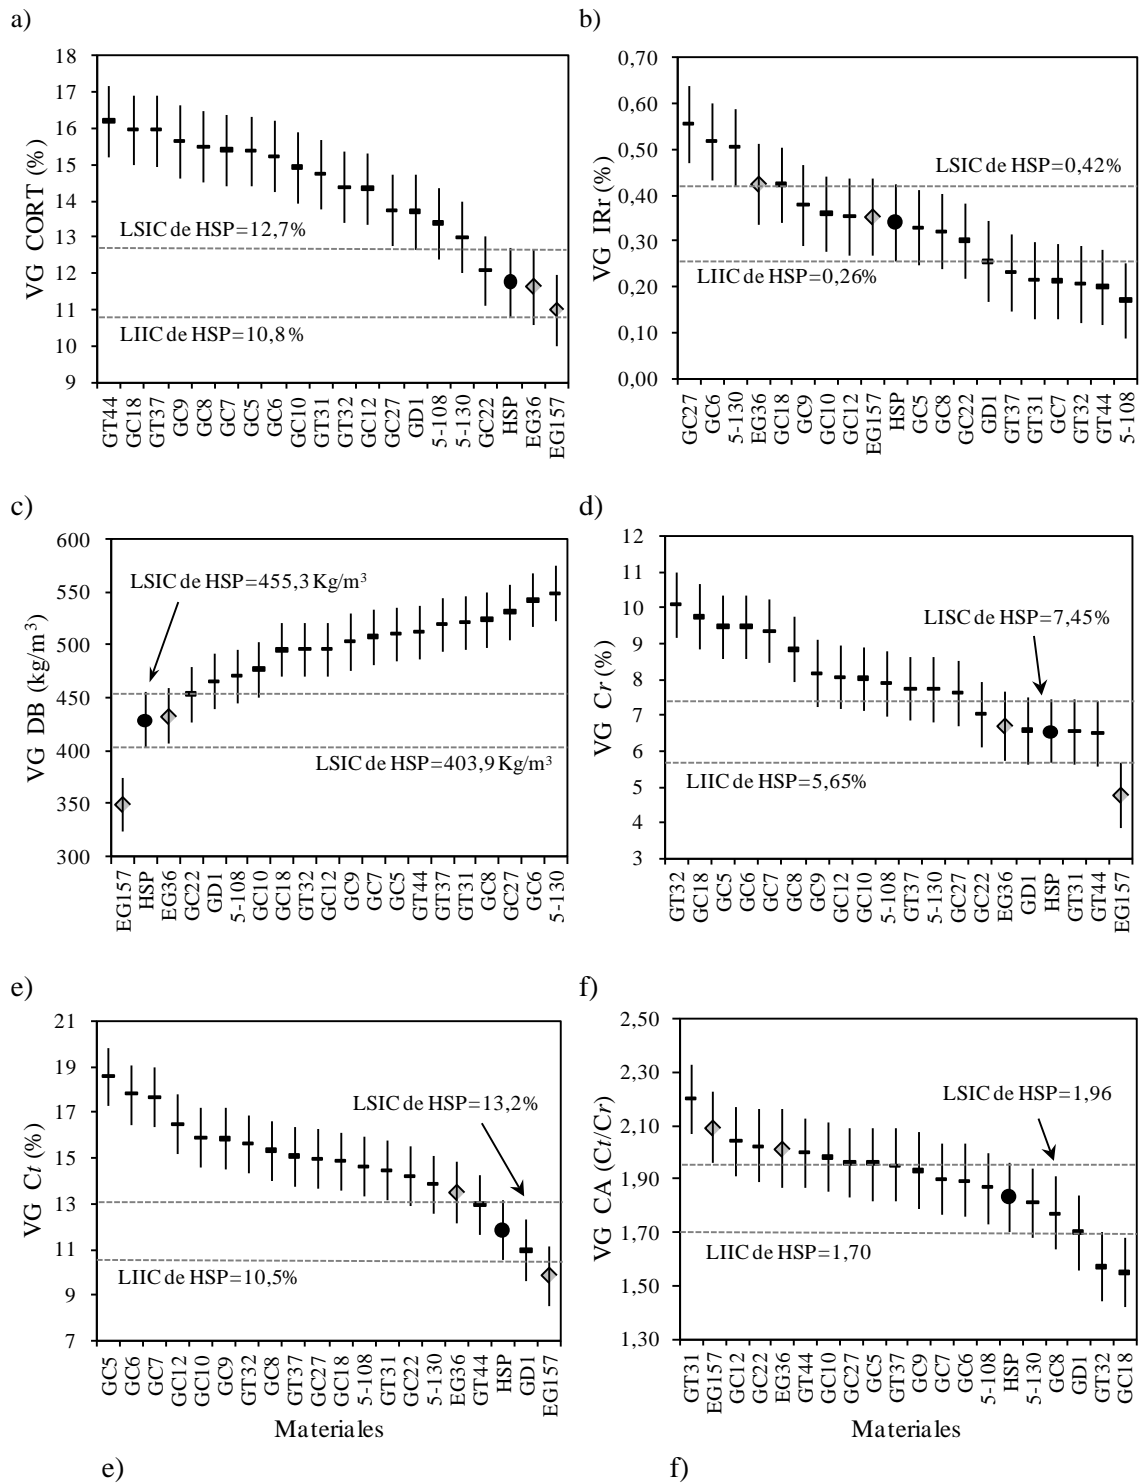 a)
VG CORT (%)
18
17
16
15
14
13
12
11
10
9
LSIC de HSP=12,7%
LIIC de HSP=10,8%
GT44
GC18
GT37
GC9
GC8
GC7
GC5
GC6
GC10
GT31
GT32
GC12
GC27
GD1
5-108
5-130
GC22
HSP
EG36
EG157
b)
VG IRr (%)
0,70
0,60
0,50
0,40
0,30
0,20
0,10
0,00
LSIC de HSP=0,42%
LIIC de HSP=0,26%
GC27
GC6
5-130
EG36
GC18
GC9
GC10
GC12
EG157
HSP
GC5
GC8
GC22
GD1
GT37
GT31
GC7
GT32
GT44
5-108
c)
VG DB (kg/m³)
600
550
500
450
400
350
300
LSIC de HSP=455,3 Kg/m³
LSIC de HSP=403,9 Kg/m³
EG157
HSP
EG36
GC22
GD1
5-108
GC10
GC18
GT32
GC12
GC9
GC7
GC5
GT44
GT37
GT31
GC8
GC27
GC6
5-130
d)
VG Cr (%)
12
11
10
9
8
7
6
5
4
3
LISC de HSP=7,45%
LIIC de HSP=5,65%
GT32
GC18
GC5
GC6
GC7
GC8
GC9
GC12
GC10
5-108
GT37
5-130
GC27
GC22
EG36
GD1
HSP
GT31
GT44
EG157
e)
VG Ct (%)
21
19
17
15
13
11
9
7
LSIC de HSP=13,2%
LIIC de HSP=10,5%
GC5
GC6
GC7
GC12
GC10
GC9
GT32
GC8
GT37
GC27
GC18
5-108
GT31
GC22
5-130
EG36
GT44
HSP
GD1
EG157
Materiales
f)
VG CA (Ct/Cr)
2,50
2,30
2,10
1,90
1,70
1,50
1,30
LSIC de HSP=1,96
LIIC de HSP=1,70
GT31
EG157
GC12
GC22
EG36
GT44
GC10
GC27
GC5
GT37
GC9
GC7
GC6
5-108
HSP
5-130
GC8
GD1
GT32
GC18
Materiales
e)
f)